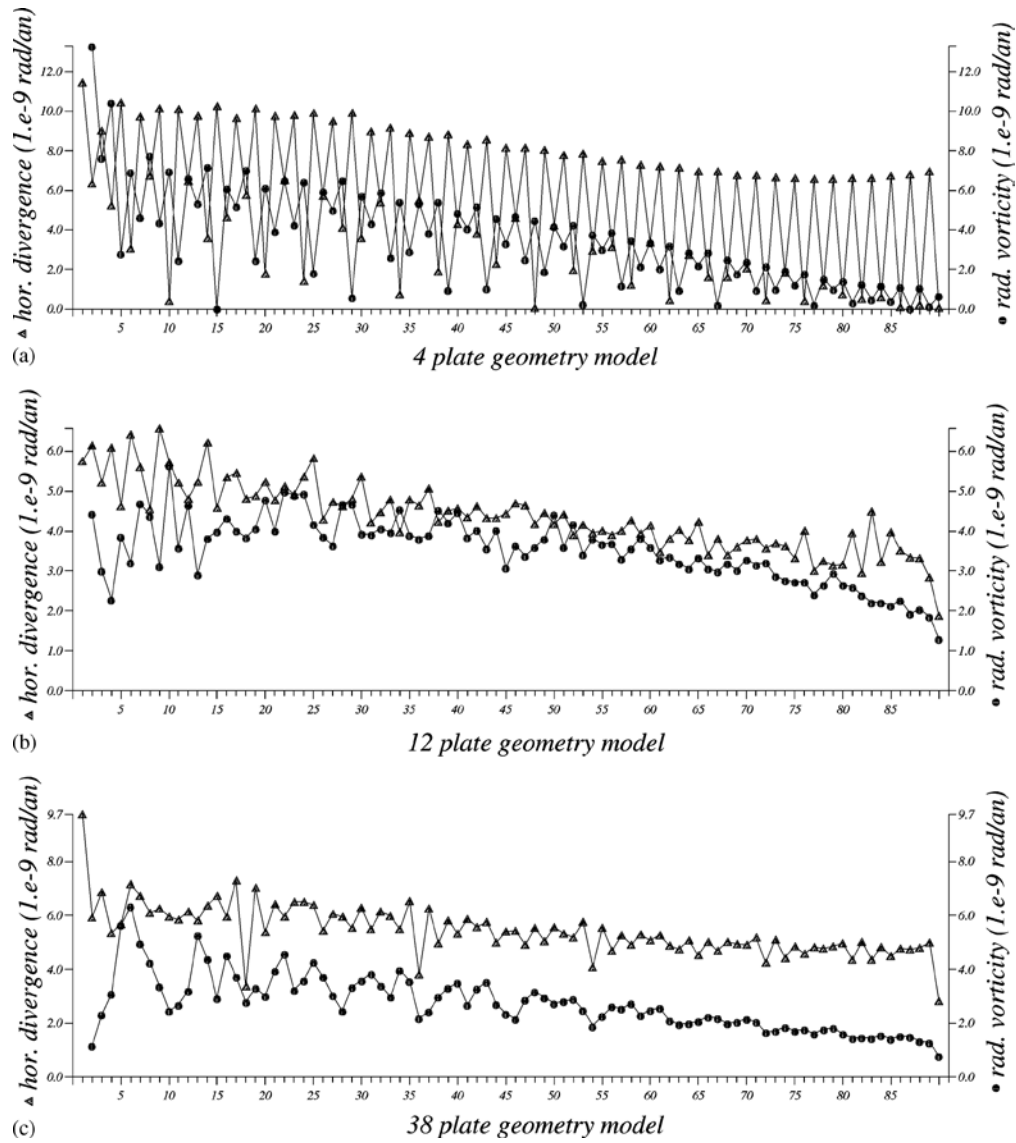 ▲ hor. divergence (1.e-9 rad/an)
12.0
10.0
8.0
6.0
4.0
2.0
0.0
12.0
10.0
8.0
6.0
4.0
2.0
0.0
● rad. vorticity (1.e-9 rad/an)
5 10 15 20 25 30 35 40 45 50 55 60 65 70 75 80 85
(a)
4 plate geometry model
▲ hor. divergence (1.e-9 rad/an)
6.0
5.0
4.0
3.0
2.0
1.0
0.0
6.0
5.0
4.0
3.0
2.0
1.0
0.0
● rad. vorticity (1.e-9 rad/an)
5 10 15 20 25 30 35 40 45 50 55 60 65 70 75 80 85
(b)
12 plate geometry model
▲ hor. divergence (1.e-9 rad/an)
9.7
8.0
6.0
4.0
2.0
0.0
9.7
8.0
6.0
4.0
2.0
0.0
● rad. vorticity (1.e-9 rad/an)
5 10 15 20 25 30 35 40 45 50 55 60 65 70 75 80 85
(c)
38 plate geometry model